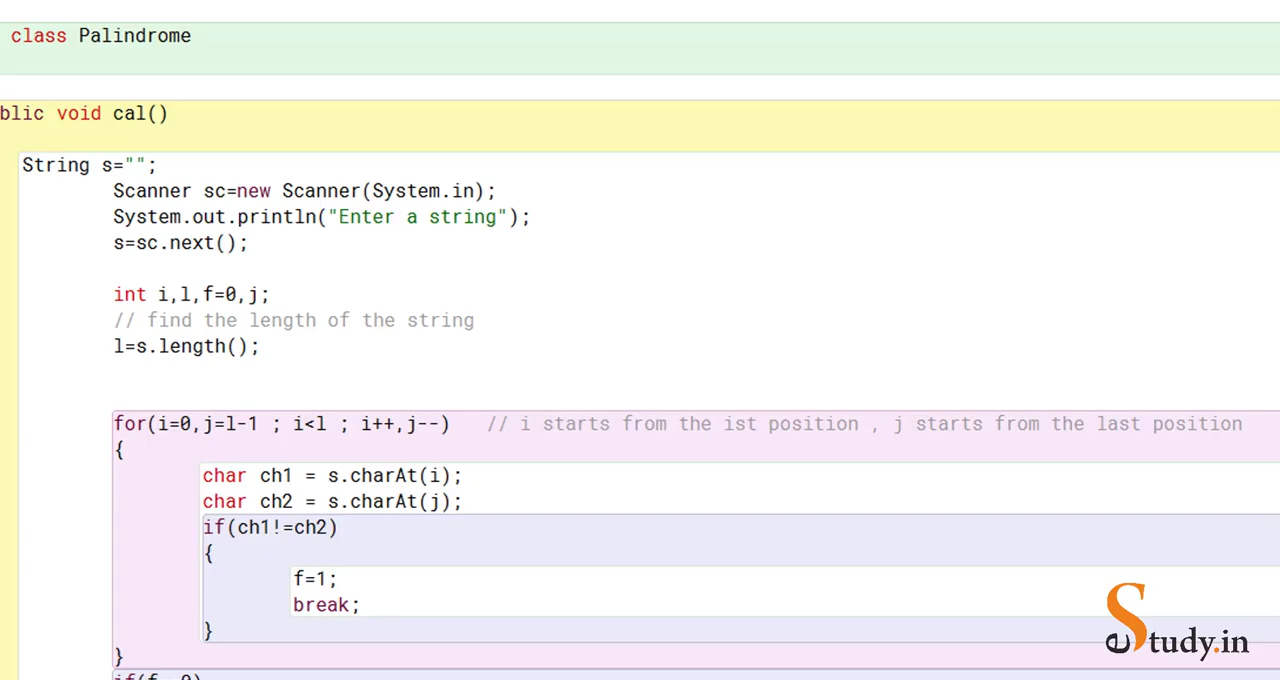 class Palindrome
blic void cal()
String s="";
Scanner sc=new Scanner(System.in);
System.out.println("Enter a string");
s=sc.next();
int i,l,f=0,j;
// find the length of the string
l=s.length();
for(i=0,j=l-1 ; i<l ; i++,j--)   // i starts from the ist position , j starts from the last position
{
char ch1 = s.charAt(i);
char ch2 = s.charAt(j);
if(ch1!=ch2)
{
f=1;
break;
}
}
eStudy.in